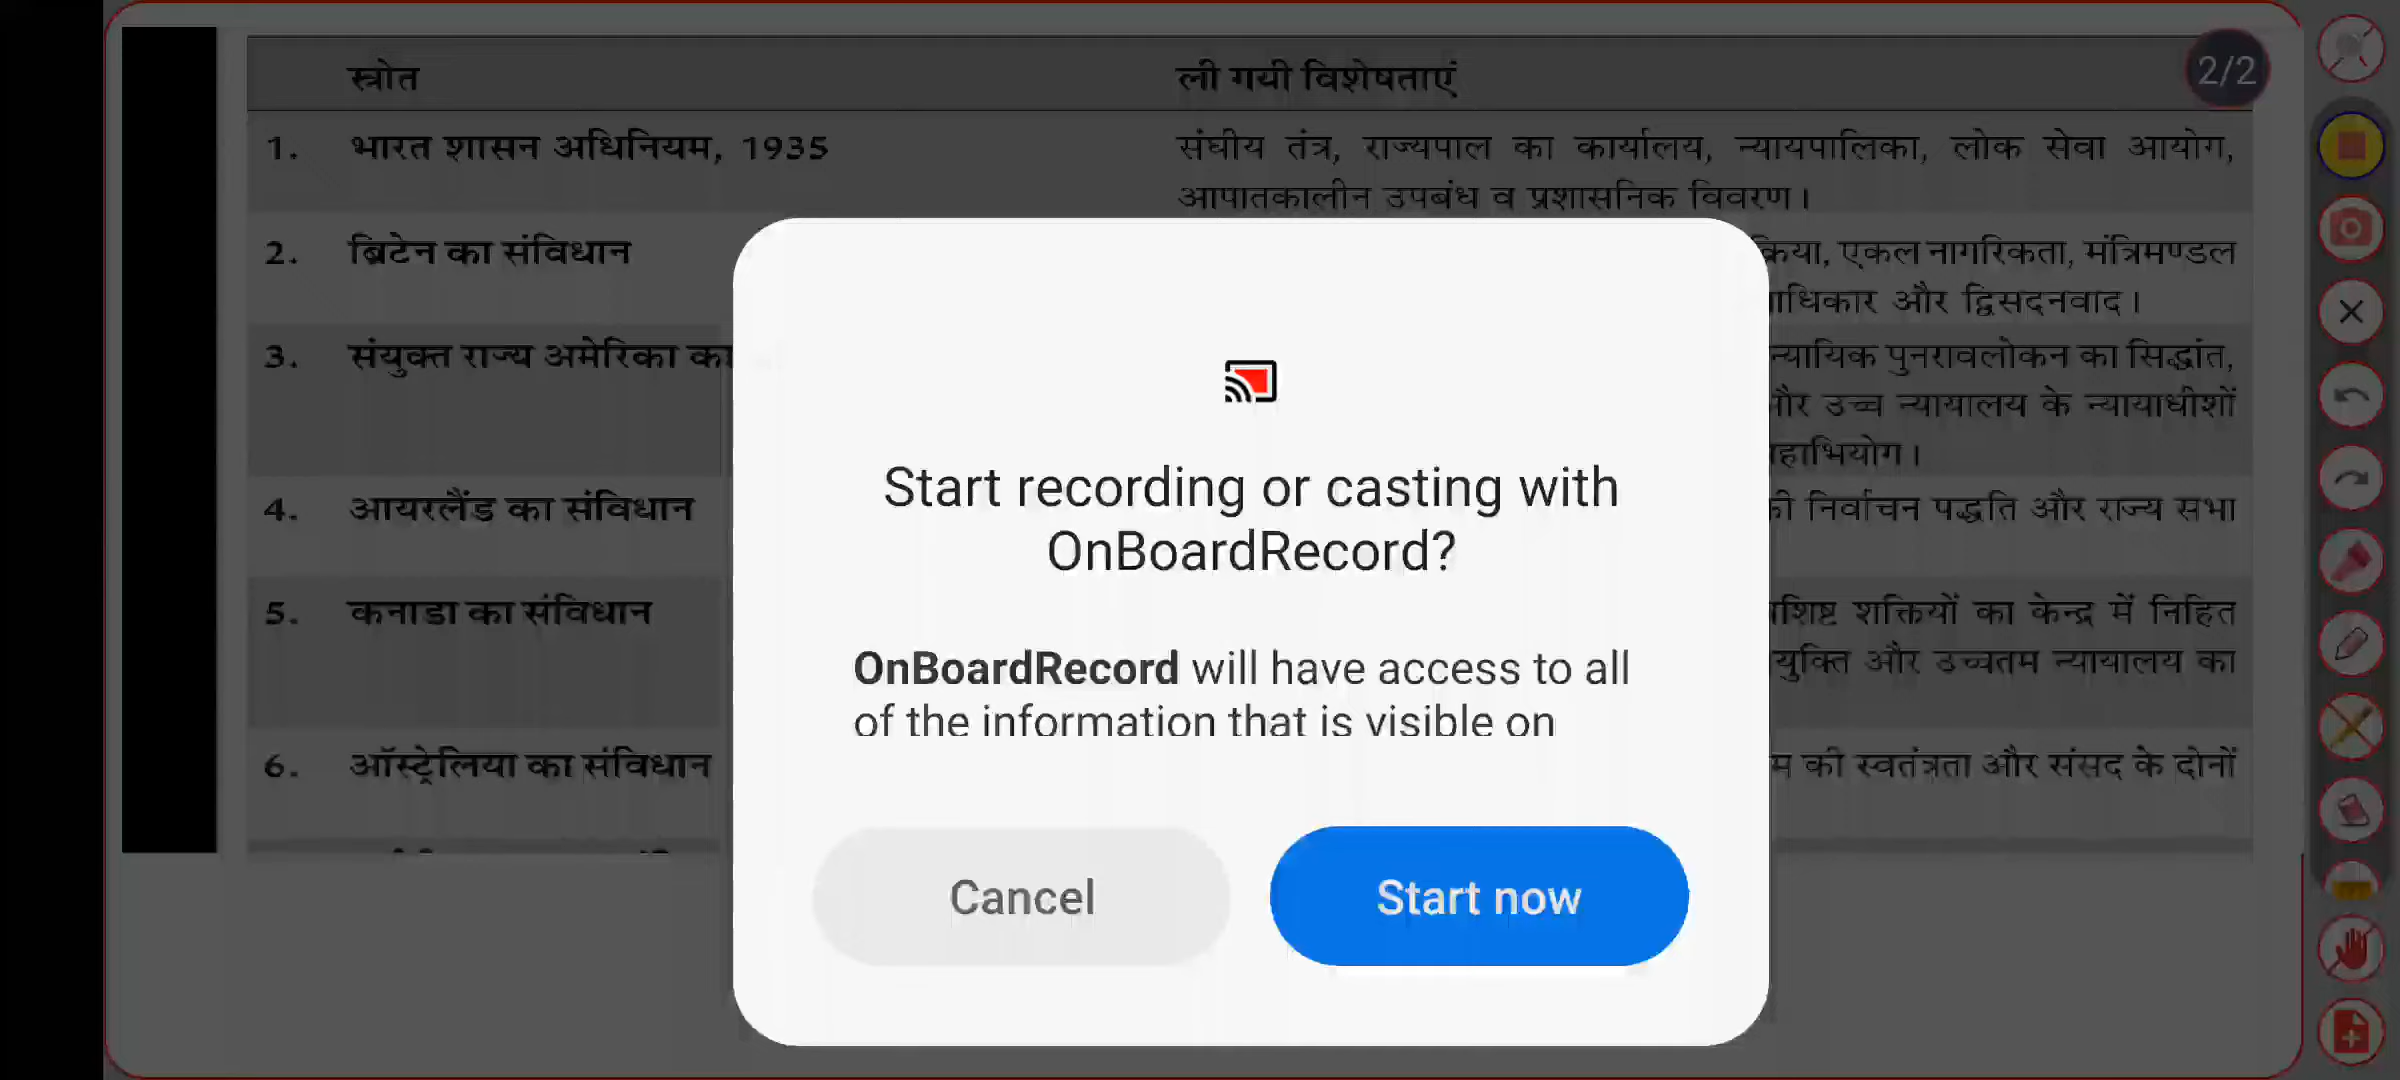 स्त्रोत ली गयी विशेषताएं 2/2
1. भारत शासन अधिनियम, 1935 संघीय तंत्र, राज्यपाल का कार्यालय, न्यायपालिका, लोक सेवा आयोग,
आपातकालीन उपबंध व प्रशासनिक विवरण।
2. ब्रिटेन का संविधान एकल नागरिकता, मंत्रिमण्डल
और द्विसदनवाद।
3. संयुक्त राज्य अमेरिका का न्यायिक पुनरावलोकन का सिद्धांत,
उच्च न्यायालय के न्यायाधीशों
4. आयरलैंड का संविधान निर्वाचन पद्धति और राज्य सभा
5. कनाडा का संविधान शक्तियों का केन्द्र में निहित
और उच्चतम न्यायालय का
6. ऑस्ट्रेलिया का संविधान की स्वतंत्रता और संसद के दोनों
Start recording or casting with
OnBoardRecord?
OnBoardRecord will have access to all
of the information that is visible on
Cancel Start now